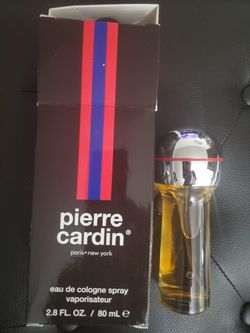 pierre
cardin®
paris•new york
eau de cologne spray
vaporisateur
2.8 FL. OZ. / 80 mL ℮